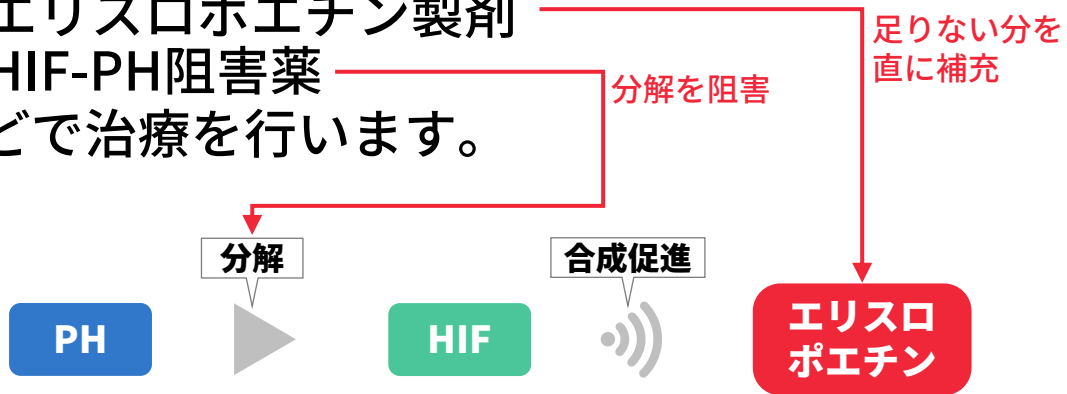 エリスロポエチン製剤
HIF-PH阻害薬
どで治療を行います。
足りない分を
直に補充
分解を阻害
分解
合成促進
PH
HIF
エリスロ
ポエチン